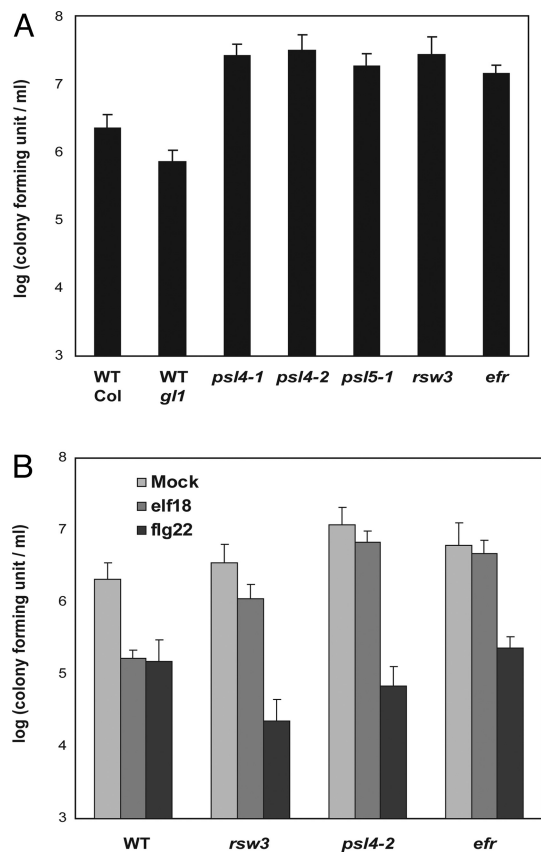 A
log (colony forming unit / ml)
8
7
6
5
4
3
WT Col
WT gl1
psl4-1
psl4-2
psl5-1
rsw3
efr
B
log (colony forming unit / ml)
8
7
6
5
4
3
Mock
elf18
flg22
WT
rsw3
psl4-2
efr